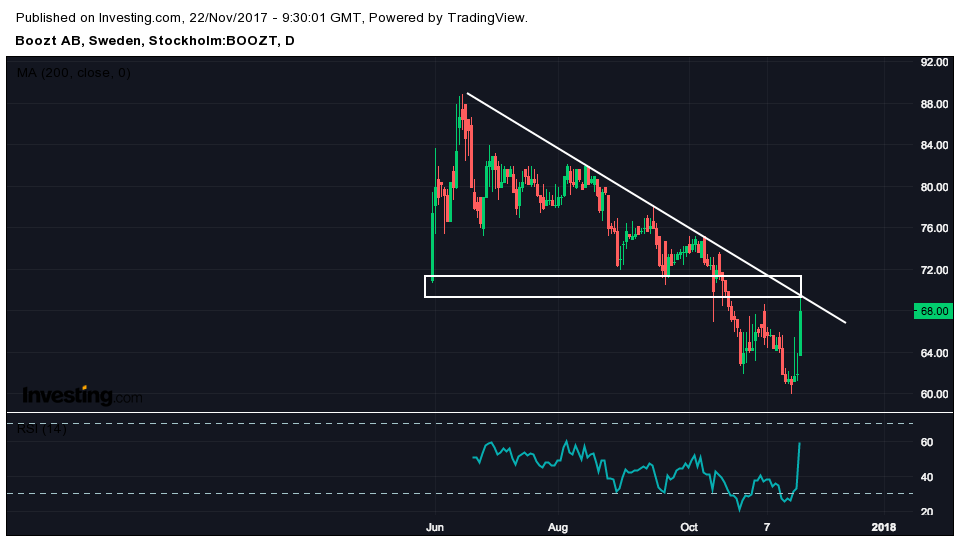 Published on Investing.com, 22/Nov/2017 - 9:30:01 GMT, Powered by TradingView.
Boozt AB, Sweden, Stockholm:BOOZT, D
MA (200, close, 0)
92.00
88.00
84.00
80.00
76.00
72.00
68.00
64.00
60.00
Investing.com
RSI (14)
60
40
20
Jun Aug Oct 7 2018